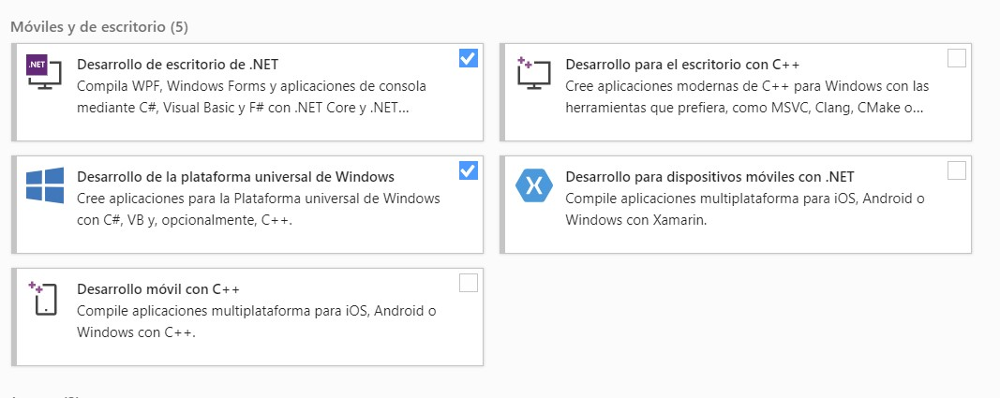 Móviles y de escritorio (5)
.NET
Desarrollo de escritorio de .NET
Compila WPF, Windows Forms y aplicaciones de consola
mediante C#, Visual Basic y F# con .NET Core y .NET...
Desarrollo para el escritorio con C++
Cree aplicaciones modernas de C++ para Windows con las
herramientas que prefiera, como MSVC, Clang, CMake o...
Desarrollo de la plataforma universal de Windows
Cree aplicaciones para la Plataforma universal de Windows
con C#, VB y, opcionalmente, C++.
Desarrollo para dispositivos móviles con .NET
Compile aplicaciones multiplataforma para iOS, Android o
Windows con Xamarin.
Desarrollo móvil con C++
Compile aplicaciones multiplataforma para iOS, Android o
Windows con C++.